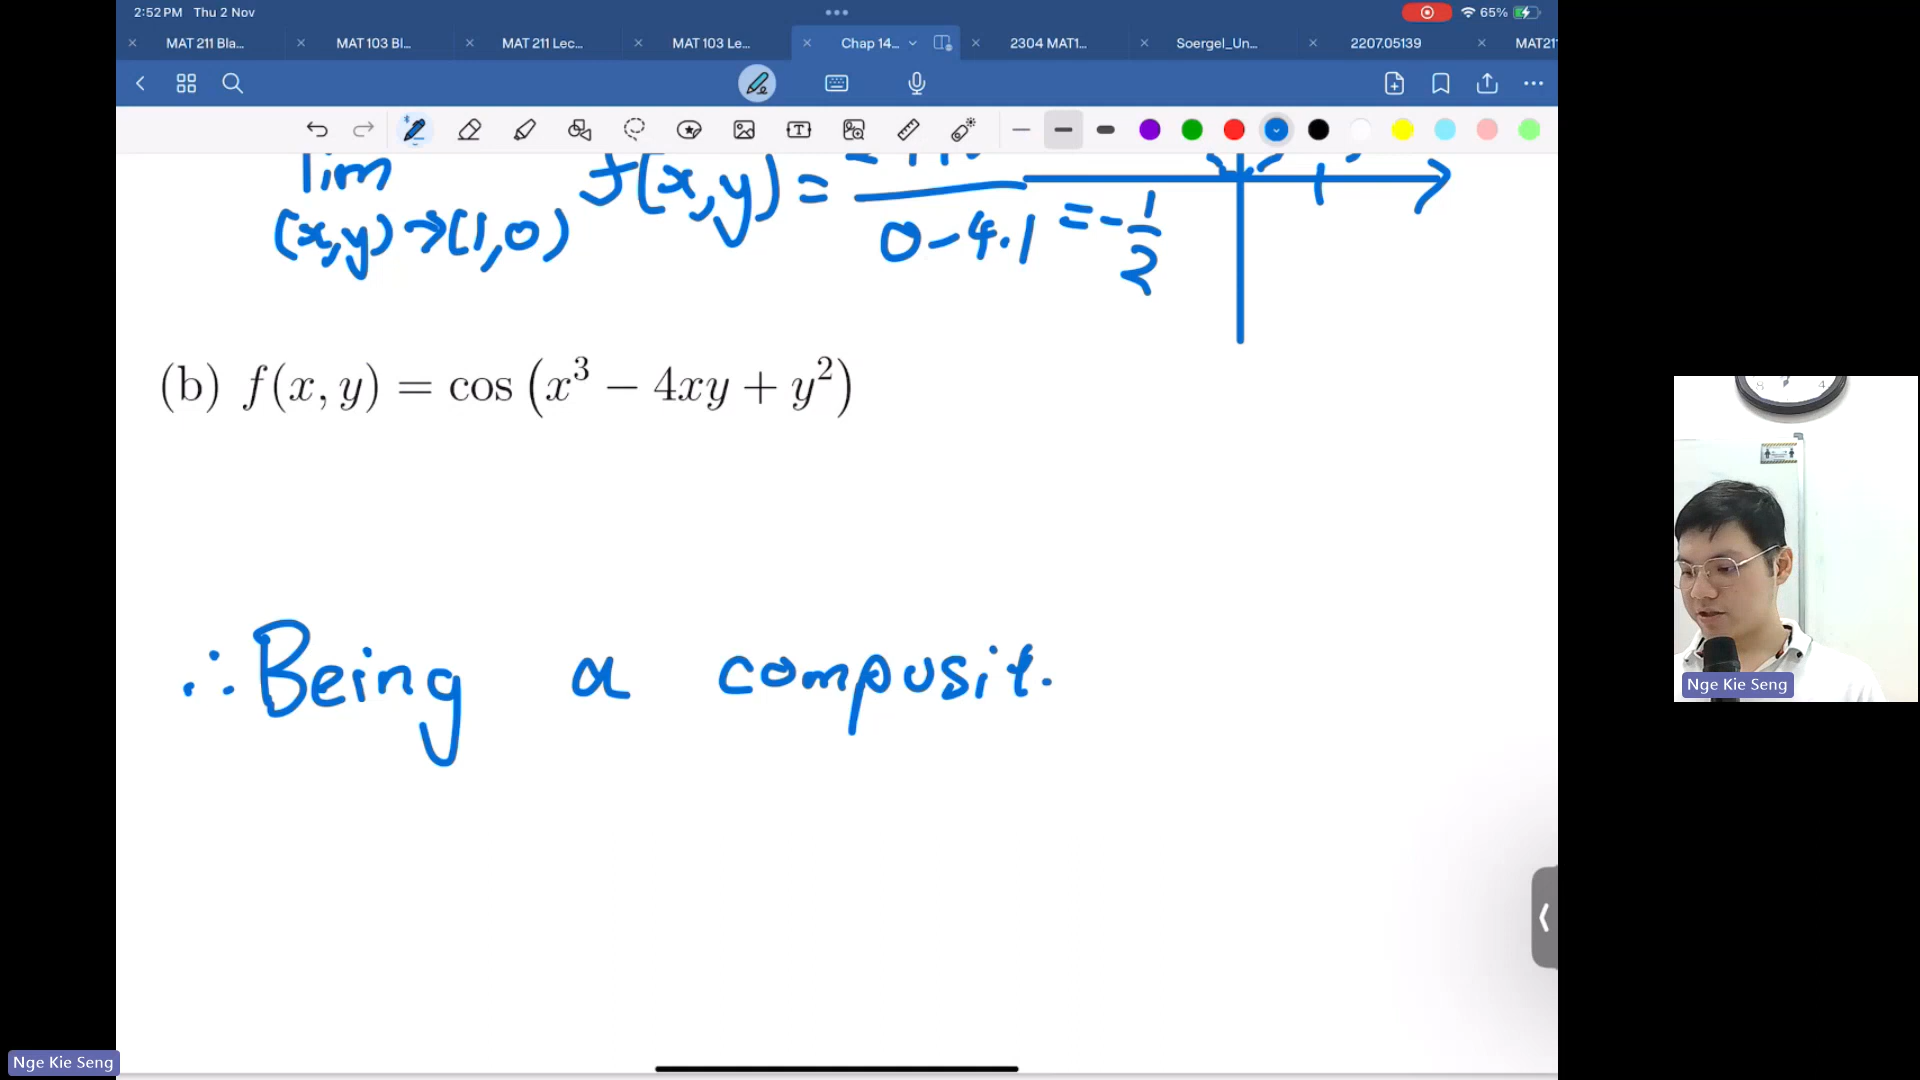 2:52 PM Thu 2 Nov
65%
MAT 211 Bla... MAT 103 Bl... MAT 211 Lec... MAT 103 Le... Chap 14... 2304 MAT1... Soergel_Un... 2207.05139 MAT21
lim f(x,y) =
(x,y)→(1,0) 0-4.1 = -1/2
(b) f(x, y) = cos (x³ − 4xy + y²)
∴ Being a composit.
Nge Kie Seng
Nge Kie Seng